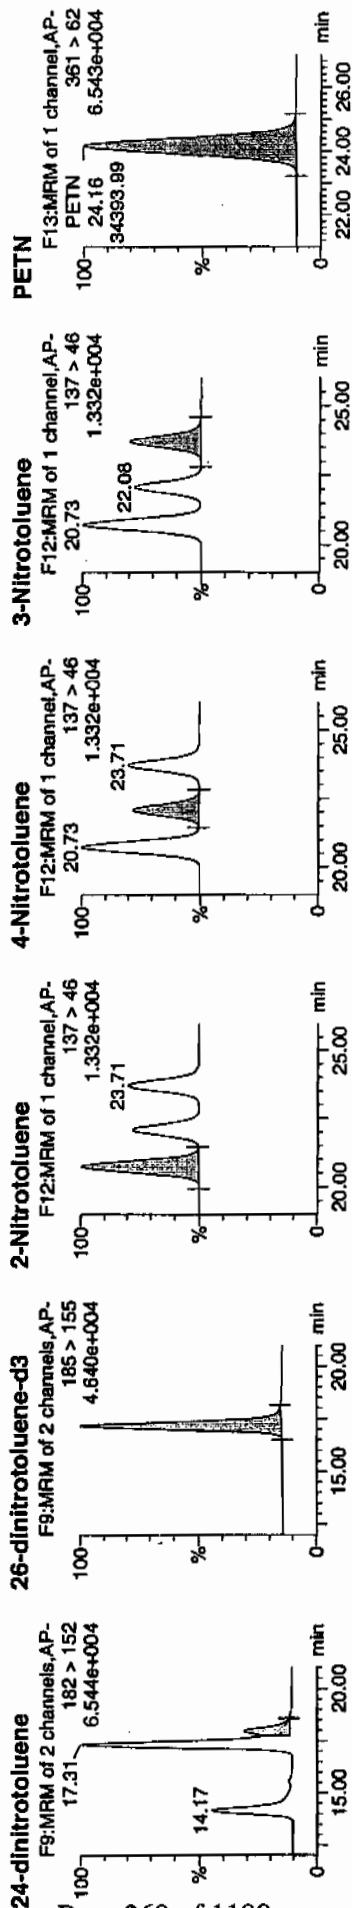 24-dinitrotoluene
F9:MRM of 2 channels,AP-
182 > 152
6.544e+004
17.31
14.17
100
%
0
15.00
20.00
min
26-dinitrotoluene-d3
F9:MRM of 2 channels,AP-
185 > 155
4.640e+004
100
%
0
15.00
20.00
min
2-Nitrotoluene
F12:MRM of 1 channel,AP-
137 > 46
1.332e+004
23.71
100
%
0
20.00
25.00
min
4-Nitrotoluene
F12:MRM of 1 channel,AP-
137 > 46
1.332e+004
20.73
23.71
100
%
0
20.00
25.00
min
3-Nitrotoluene
F12:MRM of 1 channel,AP-
137 > 46
1.332e+004
20.73
22.08
100
%
0
20.00
25.00
min
PETN
F13:MRM of 1 channel,AP-
361 > 62
6.543e+004
PETN
24.16
34393.99
100
%
0
22.00
24.00
26.00
min